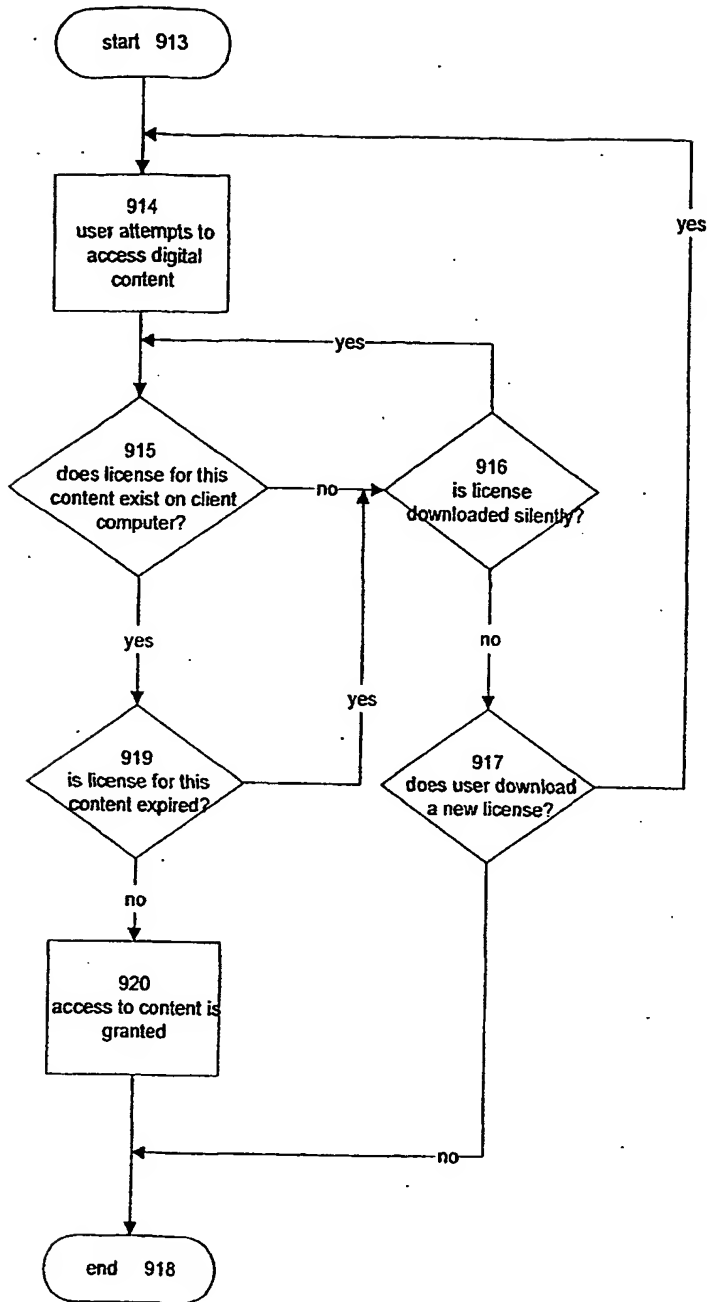 start 913
914
user attempts to
access digital
content
yes
yes
915
does license for this
content exist on client
computer?
no
916
is license
downloaded silently?
yes
no
yes
919
is license for this
content expired?
917
does user download
a new license?
no
920
access to content is
granted
no
end 918